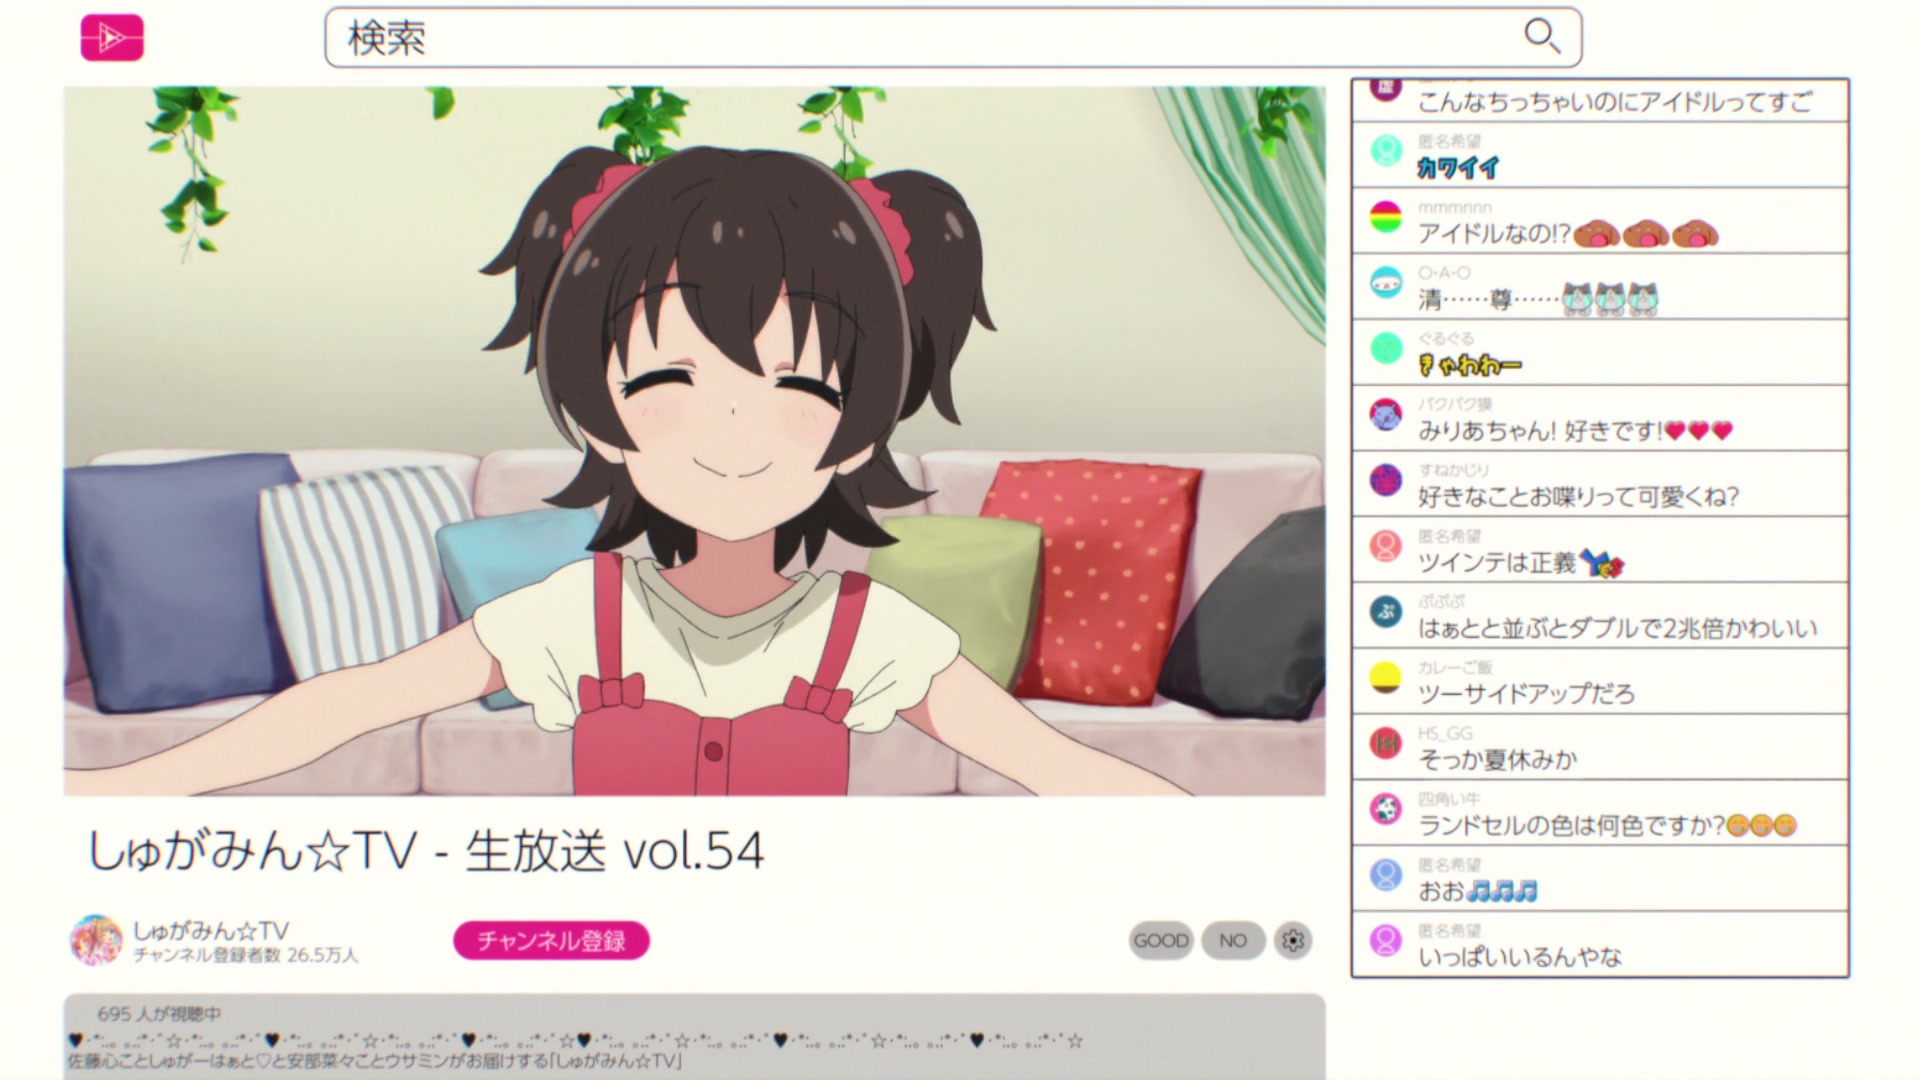 検索
こんなちっちゃいのにアイドルってすご
匿名希望
カワイイ
mmmnnn
アイドルなの!?
O・A・O
清……尊……
ぐるぐる
きゃわわー
バクバク獏
みりあちゃん! 好きです!♥♥♥
すねかじり
好きなことお喋りって可愛くね?
匿名希望
ツインテは正義
ぷ
ぷぷぷ
はぁとと並ぶとダブルで2兆倍かわいい
カレーご飯
ツーサイドアップだろ
HS_GG
そっか夏休みか
四角い牛
ランドセルの色は何色ですか?
匿名希望
おお🎵🎵🎵
匿名希望
いっぱいいるんやな
しゅがみん☆TV - 生放送 vol.54
しゅがみん☆TV
チャンネル登録者数 26.5万人
チャンネル登録
GOOD
NO
695 人が視聴中
佐藤心ことしゅがーはぁと♡と安部菜々ことウサミンがお届けする「しゅがみん☆TV」